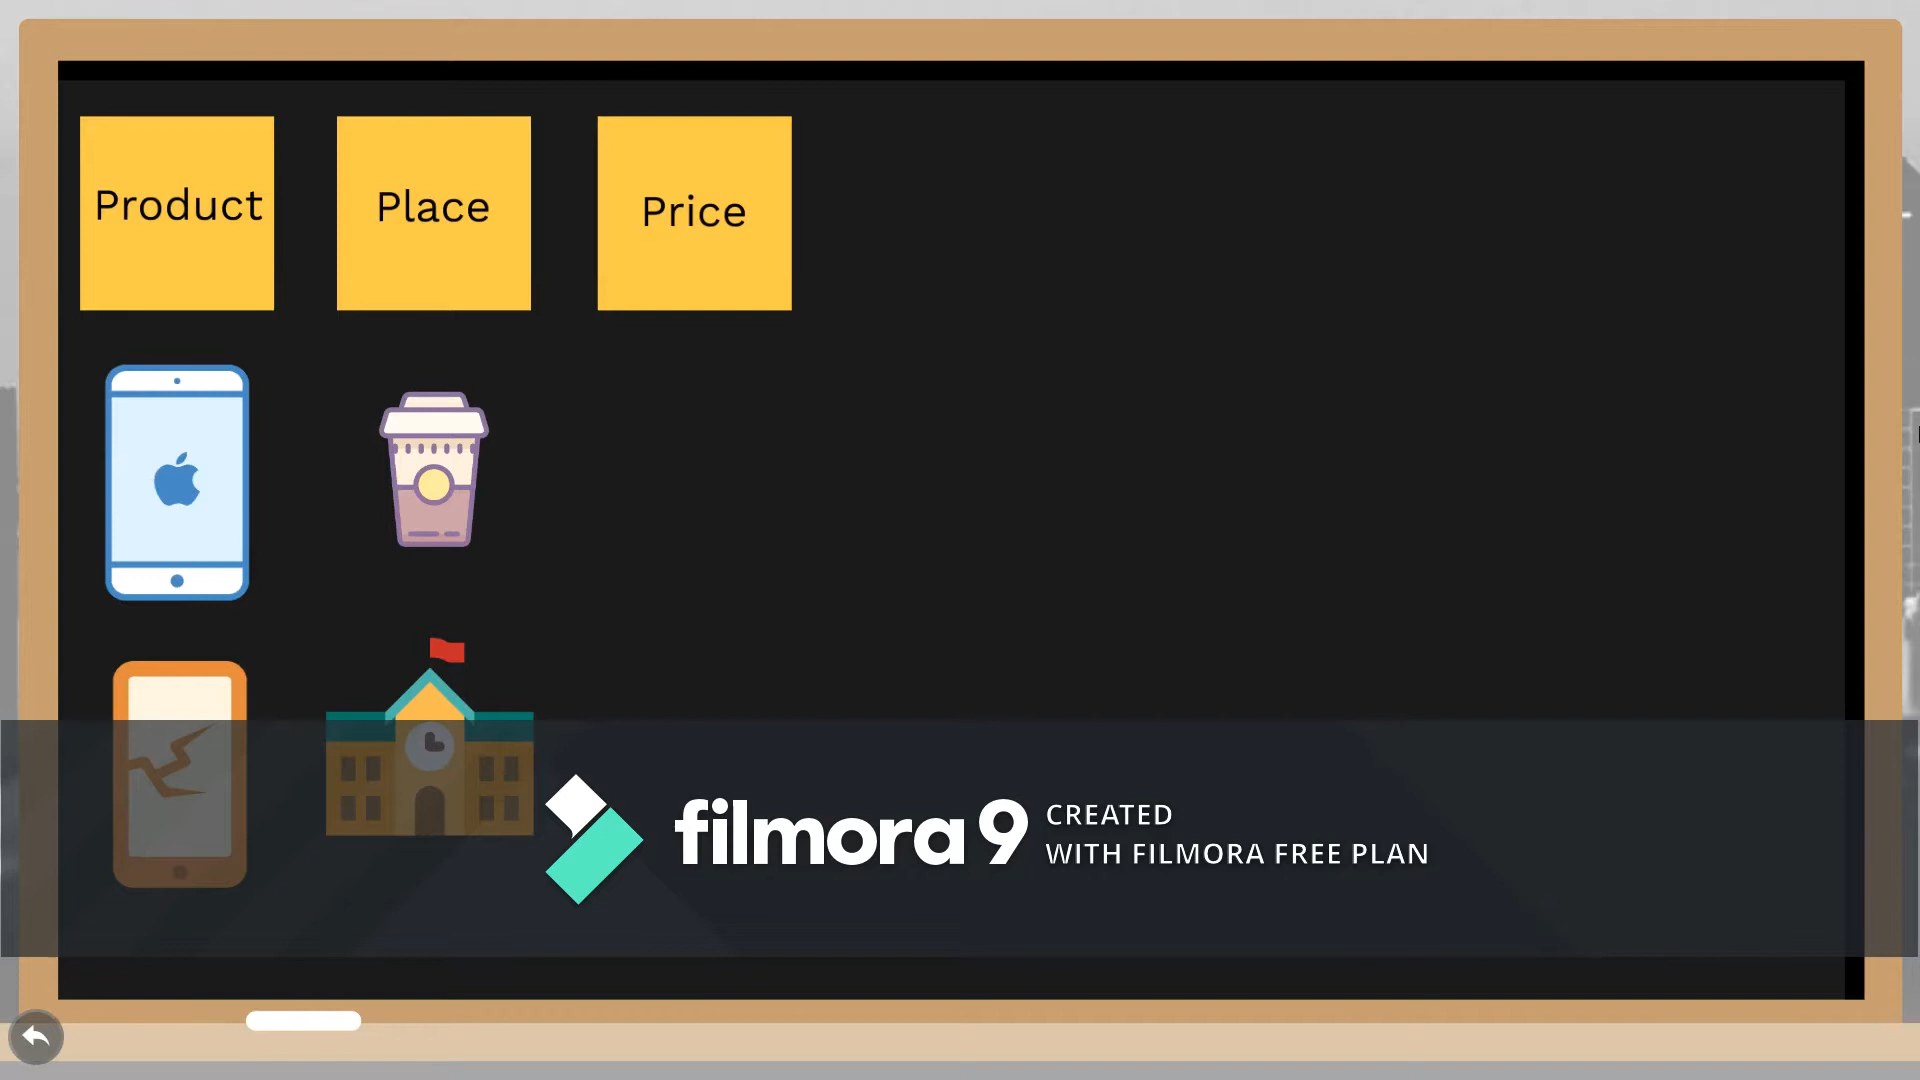 Product
Place
Price
filmora 9
CREATED
WITH FILMORA FREE PLAN